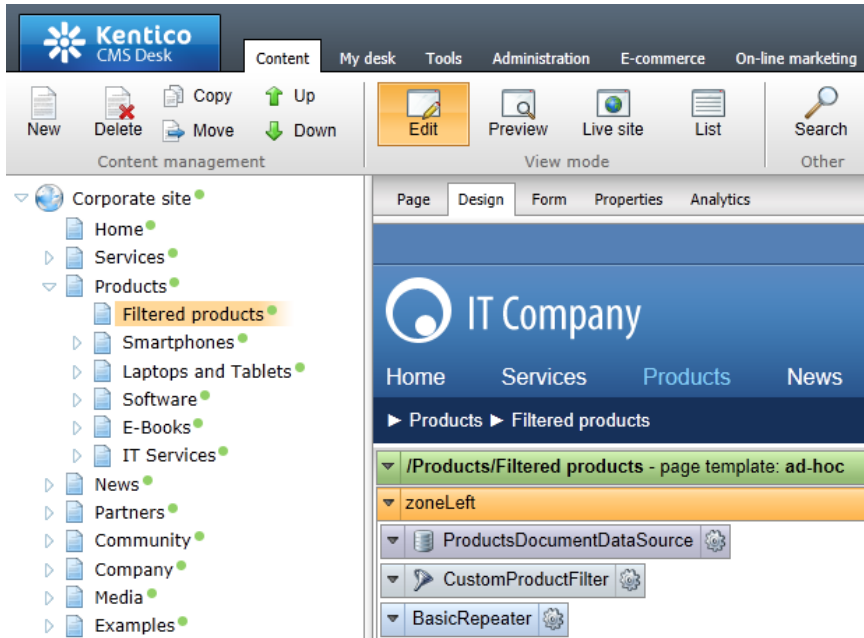 Kentico
CMS Desk
Content My desk Tools Administration E-commerce On-line marketing
New Delete Copy Move Up Down
Content management
Edit Preview Live site List
View mode
Search
Other
Corporate site
Home
Services
Products
Filtered products
Smartphones
Laptops and Tablets
Software
E-Books
IT Services
News
Partners
Community
Company
Media
Examples
Page Design Form Properties Analytics
IT Company
Home Services Products News
► Products ► Filtered products
/Products/Filtered products - page template: ad-hoc
zoneLeft
ProductsDocumentDataSource
CustomProductFilter
BasicRepeater